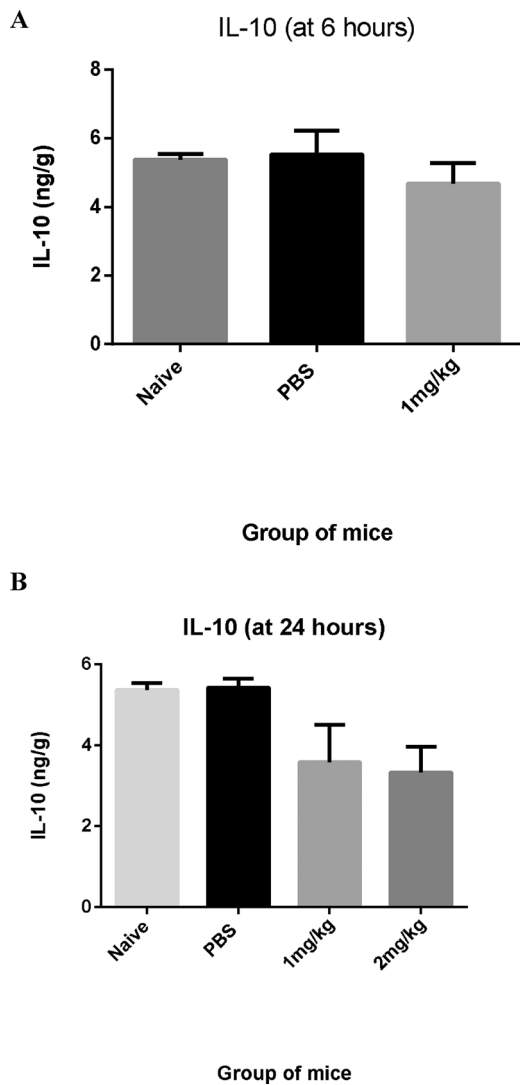 A
IL-10 (at 6 hours)
8
6
4
2
0
IL-10 (ng/g)
Naive
PBS
1mg/kg
Group of mice
B
IL-10 (at 24 hours)
6
4
2
0
IL-10 (ng/g)
Naive
PBS
1mg/kg
2mg/kg
Group of mice